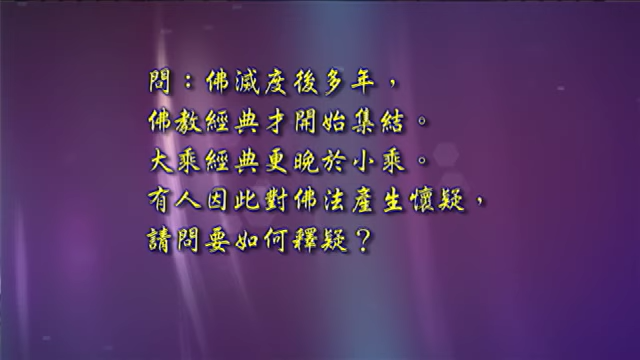 問：佛滅度後多年，
佛教經典才開始集結。
大乘經典更晚於小乘。
有人因此對佛法產生懷疑，
請問要如何釋疑？